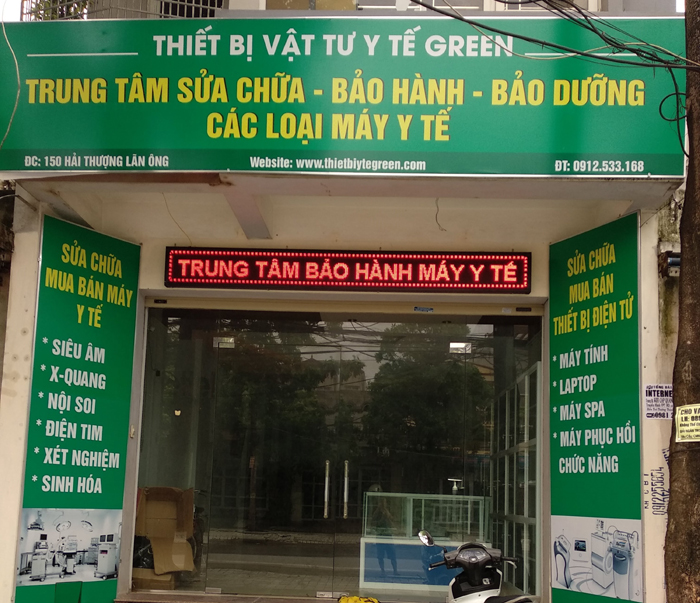 THIẾT BỊ VẬT TƯ Y TẾ GREEN
TRUNG TÂM SỬA CHỮA - BẢO HÀNH - BẢO DƯỠNG
CÁC LOẠI MÁY Y TẾ
ĐC: 150 HẢI THƯỢNG LÃN ÔNG
Website: www.thietbiytegreen.com
ĐT: 0912.533.168
TRUNG TÂM BẢO HÀNH MÁY Y TẾ
SỬA CHỮA
MUA BÁN MÁY
Y TẾ
* SIÊU ÂM
* X-QUANG
* NỘI SOI
* ĐIỆN TIM
* XÉT NGHIỆM
* SINH HÓA
SỬA CHỮA
MUA BÁN
THIẾT BỊ ĐIỆN TỬ
* MÁY TÍNH
* LAPTOP
* MÁY SPA
* MÁY PHỤC HỒI
CHỨC NĂNG
INTERNE
CHO VA